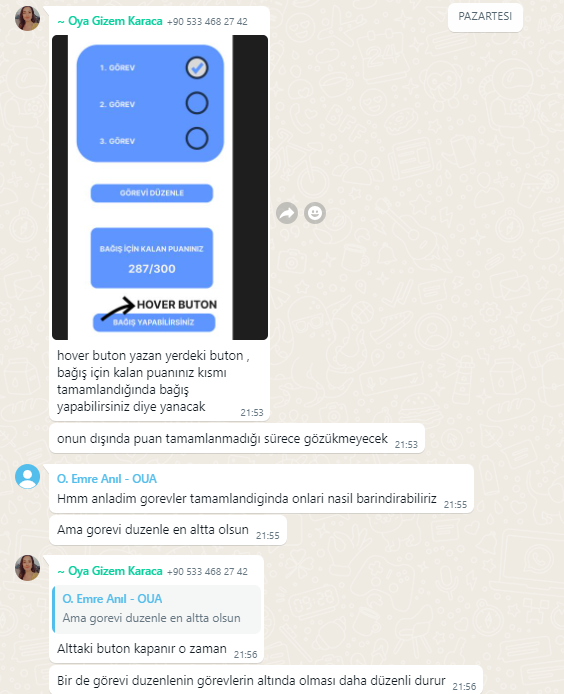 PAZARTESI
~ Oya Gizem Karaca +90 533 468 27 42
1. GÖREV
2. GÖREV
3. GÖREV
GÖREVİ DÜZENLE
BAĞIŞ İÇİN KALAN PUANINIZ
287/300
HOVER BUTON
BAĞIŞ YAPABİLİRSİNİZ
hover buton yazan yerdeki buton ,
bağış için kalan puanınız kısmı
tamamlandığında bağış
yapabilirsiniz diye yanacak
21:53
onun dışında puan tamamlanmadığı sürece gözükmeyecek 21:53
O. Emre Anıl - OUA
Hmm anladim gorevler tamamlandiginda onlari nasil barindirabiliriz 21:55
Ama gorevi duzenle en altta olsun 21:55
~ Oya Gizem Karaca +90 533 468 27 42
O. Emre Anıl - OUA
Ama gorevi duzenle en altta olsun
Alttaki buton kapanır o zaman 21:56
Bir de görevi duzenlenin görevlerin altında olması daha düzenli durur 21:56